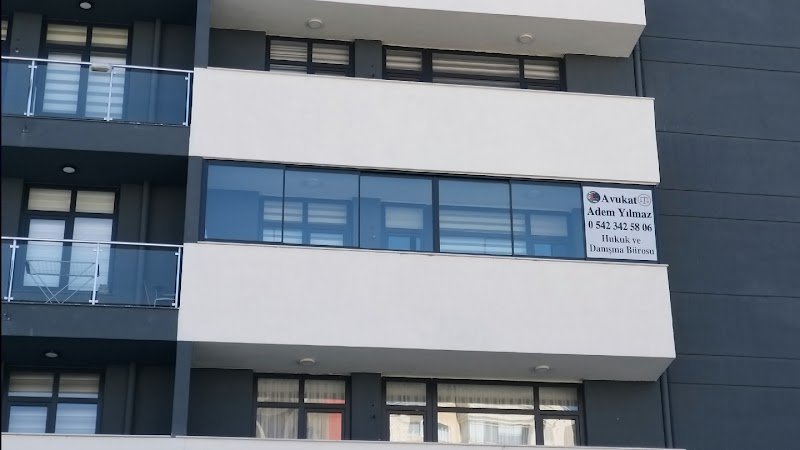 Avukat
Adem Yılmaz
0 542 342 58 06
Hukuk ve
Danışma Bürosu